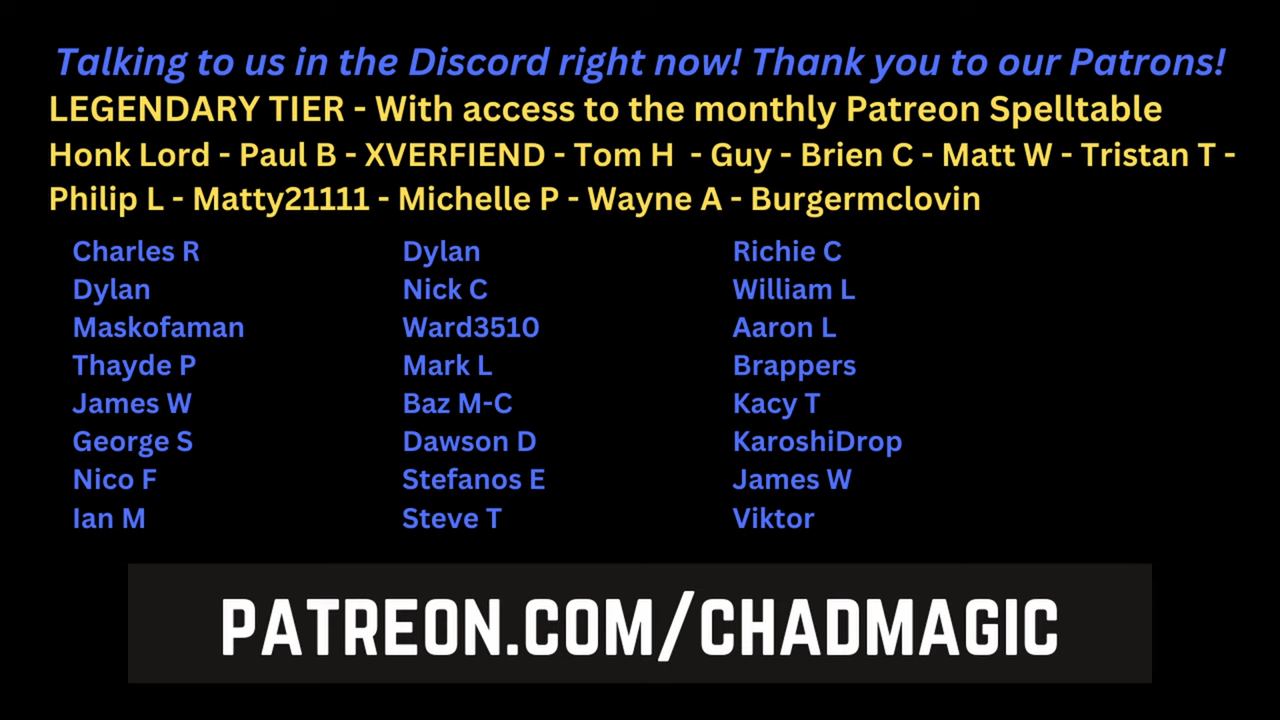 Talking to us in the Discord right now! Thank you to our Patrons!
LEGENDARY TIER - With access to the monthly Patreon Spelltable
Honk Lord - Paul B - XVERFIEND - Tom H - Guy - Brien C - Matt W - Tristan T -
Philip L - Matty21111 - Michelle P - Wayne A - Burgermclovin
Charles R
Dylan
Maskofaman
Thayde P
James W
George S
Nico F
Ian M
Dylan
Nick C
Ward3510
Mark L
Baz M-C
Dawson D
Stefanos E
Steve T
Richie C
William L
Aaron L
Brappers
Kacy T
KaroshiDrop
James W
Viktor
PATREON.COM/CHADMAGIC